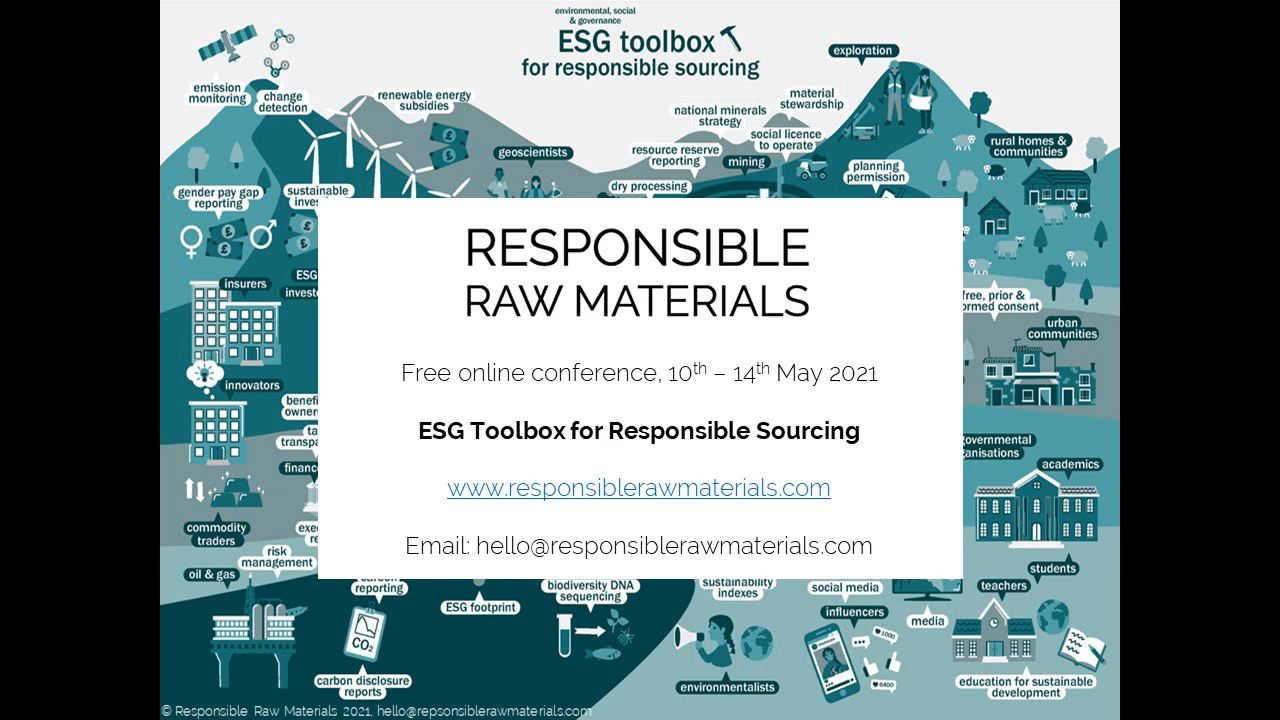 environmental, social
& governance
ESG toolbox
for responsible sourcing
exploration
emission
monitoring
change
detection
renewable energy
subsidies
material
stewardship
national minerals
strategy
social licence
to operate
resource reserve
reporting
mining
geoscientists
dry processing
planning
permission
rural homes &
communities
gender pay gap
reporting
sustainable
ESG
insurers
free, prior &
urban
communities
innovators
academics
commodity
traders
risk
management
oil & gas
RESPONSIBLE
RAW MATERIALS
Free online conference, 10th – 14th May 2021
ESG Toolbox for Responsible Sourcing
www.responsiblerawmaterials.com
Email: hello@responsiblerawmaterials.com
reporting
CO2
carbon disclosure
reports
ESG footprint
biodiversity DNA
sequencing
sustainability
indexes
environmentalists
social media
influencers
1000
6400
media
students
teachers
education for sustainable
development
© Responsible Raw Materials 2021, hello@repsonsiblerawmaterials.com